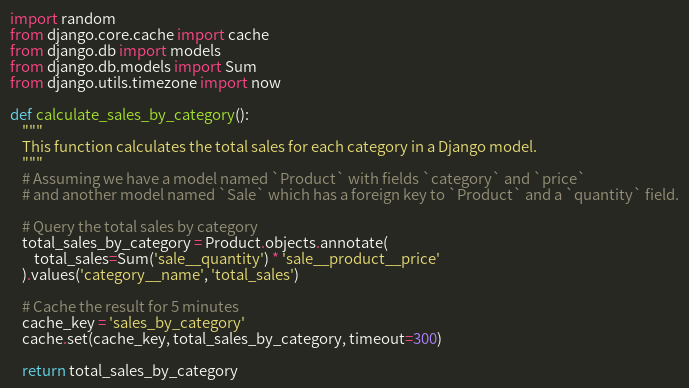 import random
from django.core.cache import cache
from django.db import models
from django.db.models import Sum
from django.utils.timezone import now

def calculate_sales_by_category():
    """
    This function calculates the total sales for each category in a Django model.
    """
    # Assuming we have a model named `Product` with fields `category` and `price`
    # and another model named `Sale` which has a foreign key to `Product` and a `quantity` field.

    # Query the total sales by category
    total_sales_by_category = Product.objects.annotate(
        total_sales=Sum('sale__quantity') * 'sale__product__price'
    ).values('category__name', 'total_sales')

    # Cache the result for 5 minutes
    cache_key = 'sales_by_category'
    cache.set(cache_key, total_sales_by_category, timeout=300)

    return total_sales_by_category